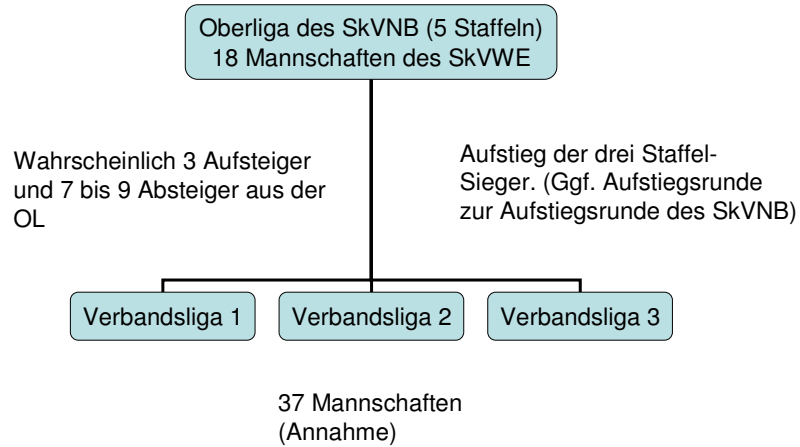 Oberliga des SkVNB (5 Staffeln)
18 Mannschaften des SkVWE
Wahrscheinlich 3 Aufsteiger
und 7 bis 9 Absteiger aus der
OL
Aufstieg der drei Staffel-
Sieger. (Ggf. Aufstiegsrunde
zur Aufstiegsrunde des SkVNB)
Verbandsliga 1
Verbandsliga 2
Verbandsliga 3
37 Mannschaften
(Annahme)